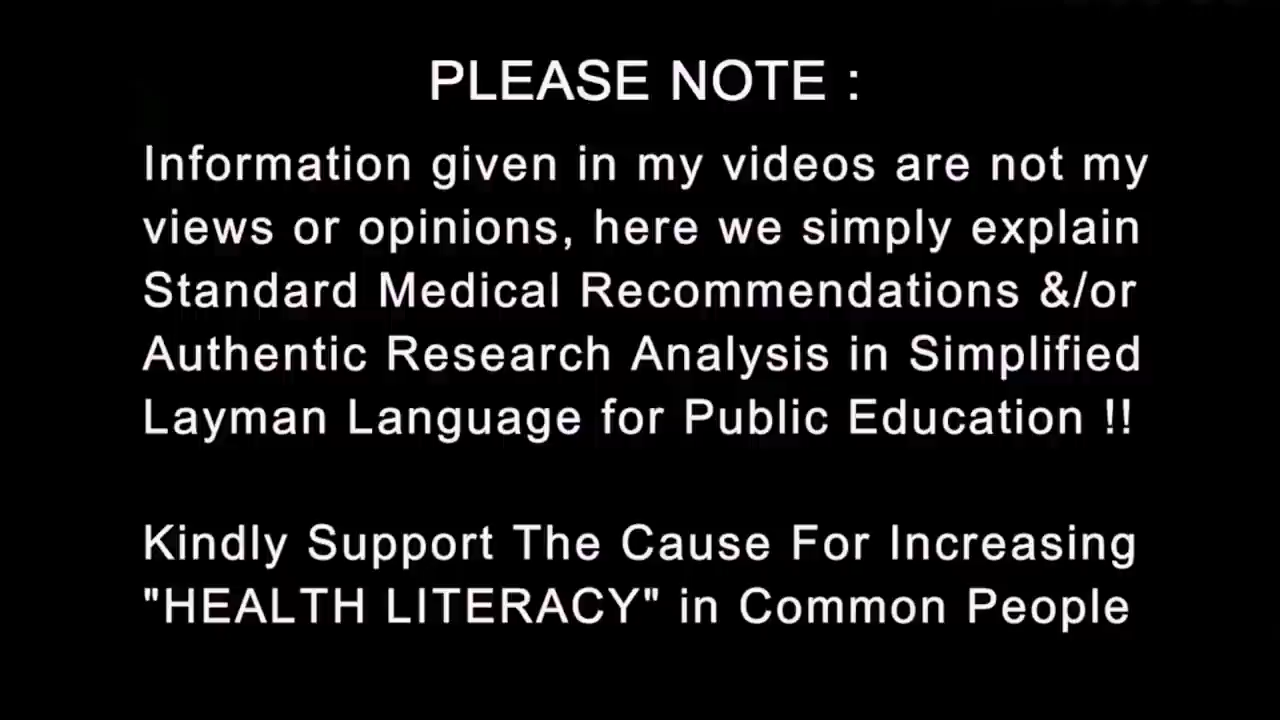 PLEASE NOTE :
Information given in my videos are not my
views or opinions, here we simply explain
Standard Medical Recommendations &/or
Authentic Research Analysis in Simplified
Layman Language for Public Education !!
Kindly Support The Cause For Increasing
"HEALTH LITERACY" in Common People